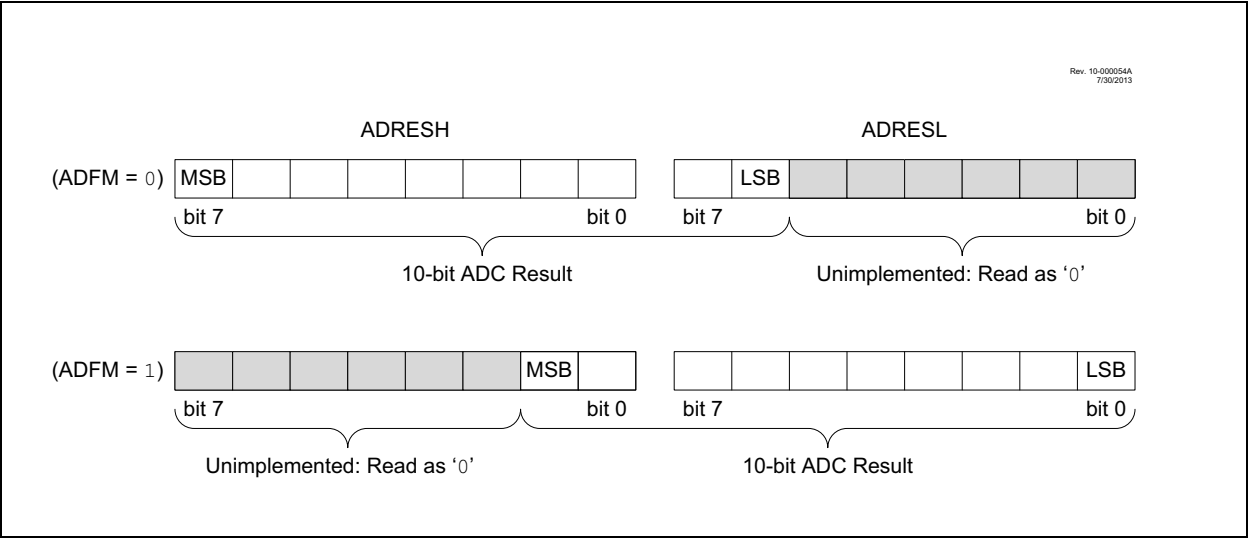 Rev. 10-000054A
7/30/2013
ADRESH ADRESL
(ADFM = 0) MSB LSB
bit 7 bit 0 bit 7 bit 0
10-bit ADC Result Unimplemented: Read as ‘0’
(ADFM = 1) MSB LSB
bit 7 bit 0 bit 7 bit 0
Unimplemented: Read as ‘0’ 10-bit ADC Result